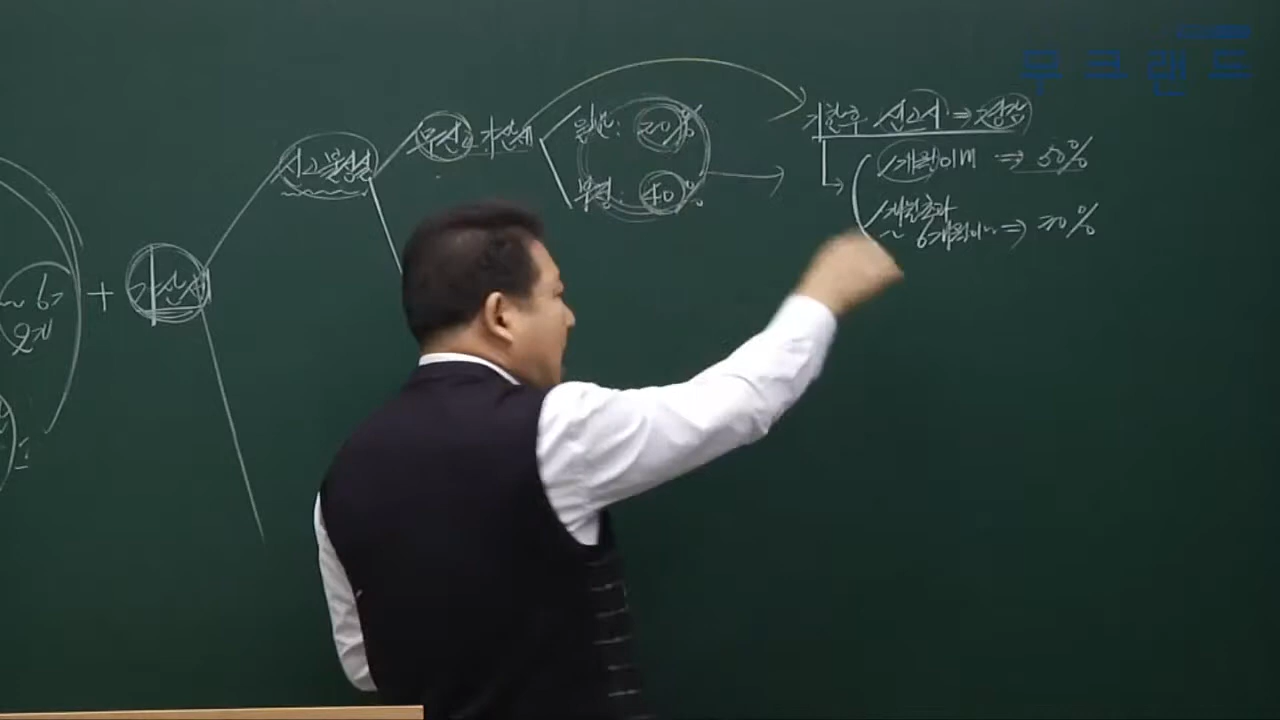 무크랜드
기한후 신고시 ⇒ 경감
1개월이내 ⇒ 50%
1개월초과
~ 6개월이내 ⇒ 20%
무신고 가산세
일반: 20%
부정: 40%
신고불성실
+ 가산세